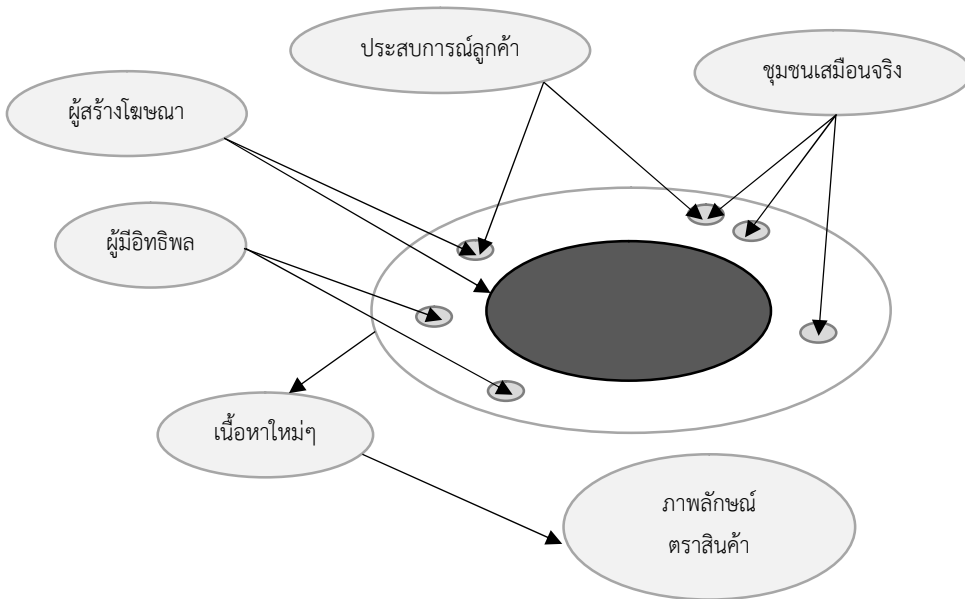 ประสบการณ์ลูกค้า
ชุมชนเสมือนจริง
ผู้สร้างโฆษณา
ผู้มีอิทธิพล
เนื้อหาใหม่ๆ
ภาพลักษณ์
ตราสินค้า